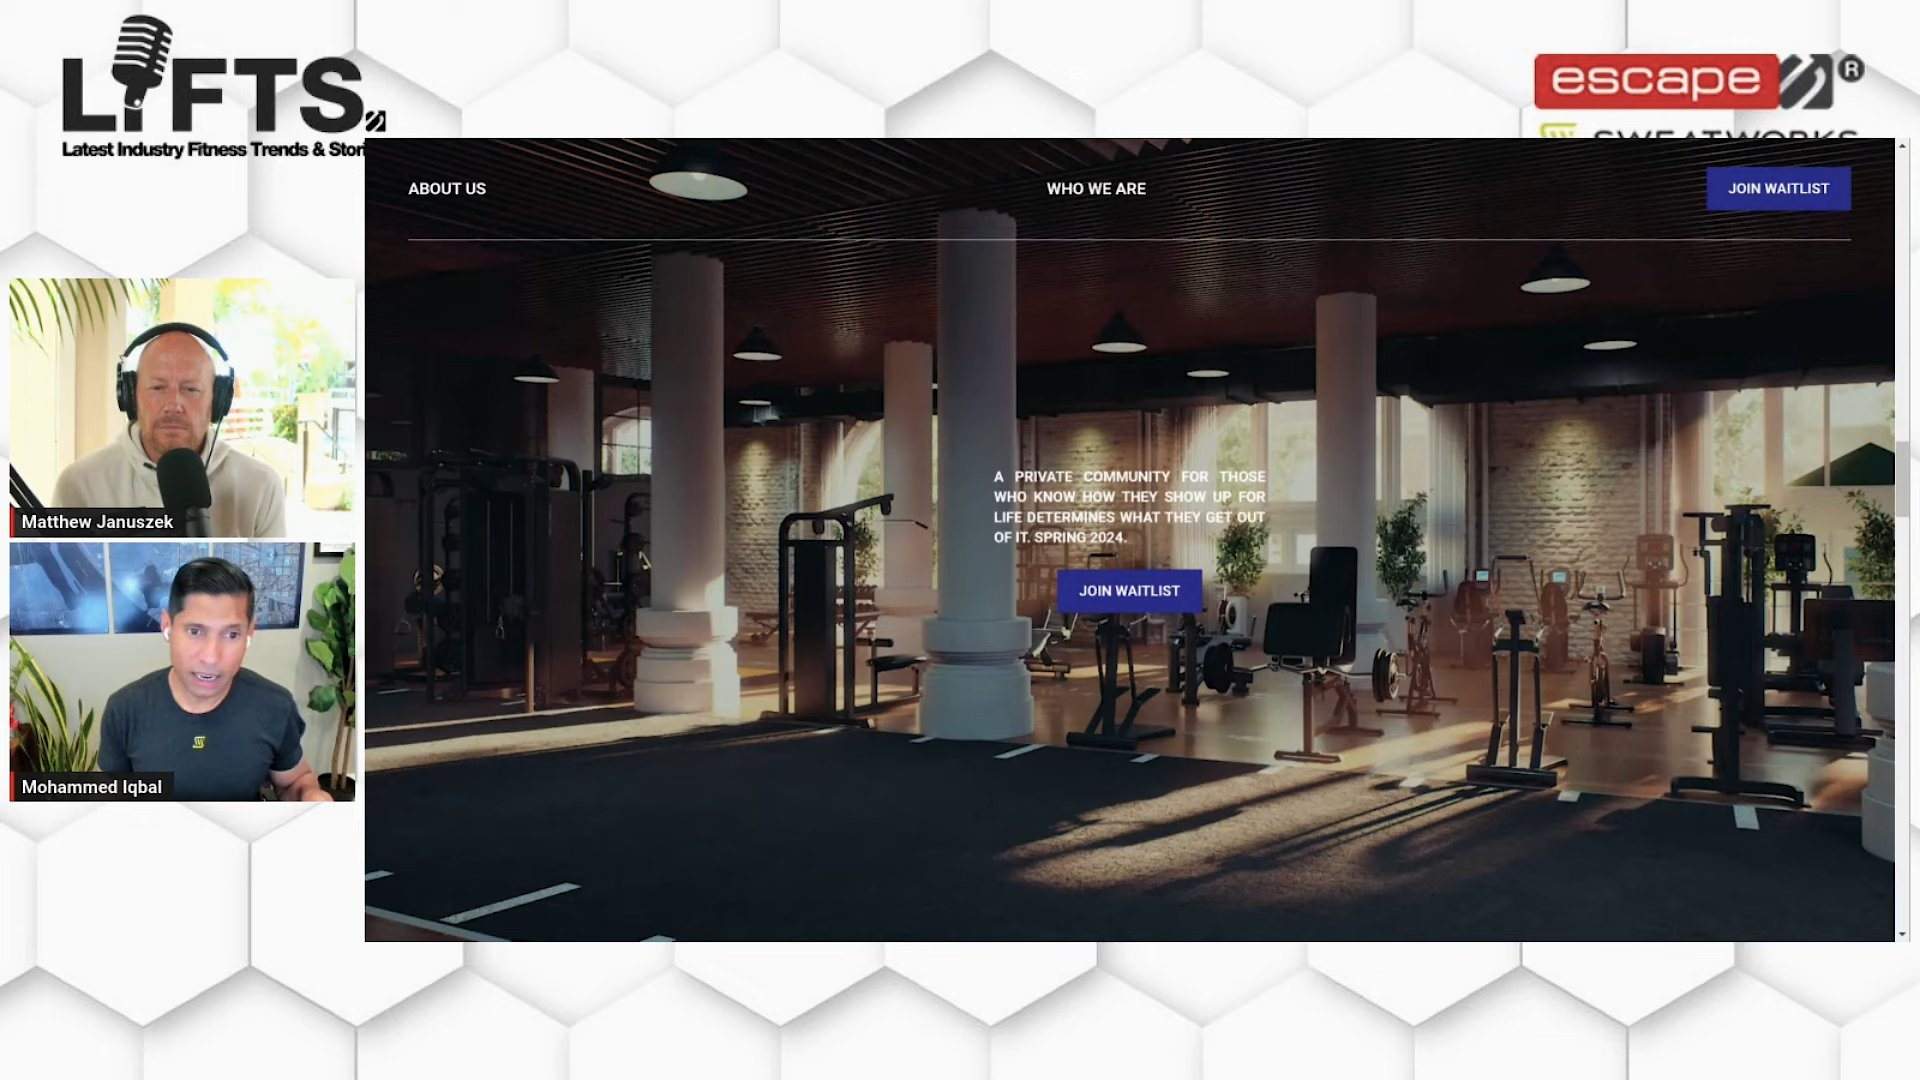 LIFTS
Latest Industry Fitness Trends & Stori
escape ®
SWEATWORKS
ABOUT US
WHO WE ARE
JOIN WAITLIST
A PRIVATE COMMUNITY FOR THOSE
WHO KNOW HOW THEY SHOW UP FOR
LIFE DETERMINES WHAT THEY GET OUT
OF IT. SPRING 2024.
JOIN WAITLIST
Matthew Januszek
Mohammed Iqbal